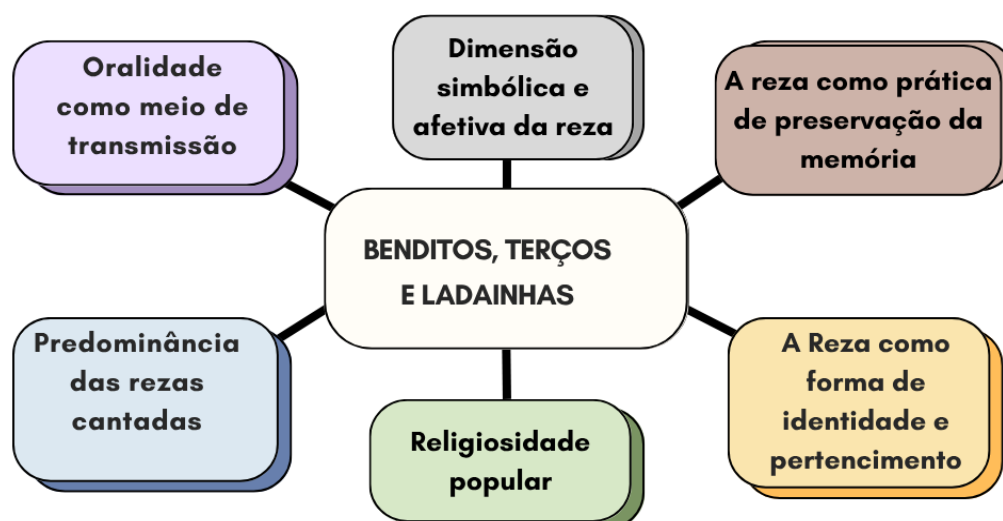 Oralidade
como meio de
transmissão
Dimensão
simbólica e
afetiva da reza
A reza como prática
de preservação da
memória
BENDITOS, TERÇOS
E LADAINHAS
Predominância
das rezas
cantadas
Religiosidade
popular
A Reza como
forma de
identidade e
pertencimento